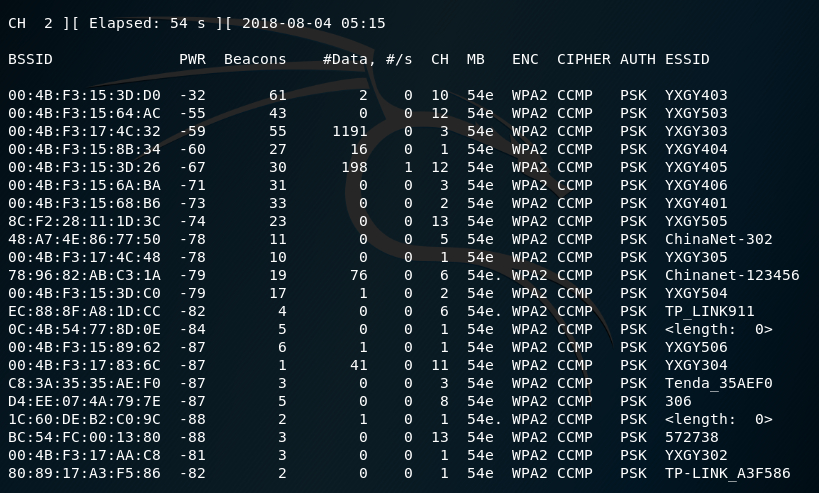 CH  2 ][ Elapsed: 54 s ][ 2018-08-04 05:15
BSSID              PWR  Beacons    #Data, #/s  CH  MB   ENC  CIPHER AUTH ESSID
00:4B:F3:15:3D:D0  -32       61        2    0  10  54e  WPA2 CCMP   PSK  YXGY403
00:4B:F3:15:64:AC  -55       43        0    0  12  54e  WPA2 CCMP   PSK  YXGY503
00:4B:F3:17:4C:32  -59       55     1191    0   3  54e  WPA2 CCMP   PSK  YXGY303
00:4B:F3:15:8B:34  -60       27       16    0   1  54e  WPA2 CCMP   PSK  YXGY404
00:4B:F3:15:3D:26  -67       30      198    1  12  54e  WPA2 CCMP   PSK  YXGY405
00:4B:F3:15:6A:BA  -71       31        0    0   3  54e  WPA2 CCMP   PSK  YXGY406
00:4B:F3:15:68:B6  -73       33        0    0   2  54e  WPA2 CCMP   PSK  YXGY401
8C:F2:28:11:1D:3C  -74       23        0    0  13  54e  WPA2 CCMP   PSK  YXGY505
48:A7:4E:86:77:50  -78       11        0    0   5  54e  WPA2 CCMP   PSK  ChinaNet-302
00:4B:F3:17:4C:48  -78       10        0    0   1  54e  WPA2 CCMP   PSK  YXGY305
78:96:82:AB:C3:1A  -79       19       76    0   6  54e. WPA2 CCMP   PSK  Chinanet-123456
00:4B:F3:15:3D:C0  -79       17        1    0   2  54e  WPA2 CCMP   PSK  YXGY504
EC:88:8F:A8:1D:CC  -82        4        0    0   6  54e. WPA2 CCMP   PSK  TP_LINK911
0C:4B:54:77:8D:0E  -84        5        0    0   1  54e  WPA2 CCMP   PSK  <length:  0>
00:4B:F3:15:89:62  -87        6        1    0   1  54e  WPA2 CCMP   PSK  YXGY506
00:4B:F3:17:83:6C  -87        1       41    0  11  54e  WPA2 CCMP   PSK  YXGY304
C8:3A:35:35:AE:F0  -87        3        0    0   3  54e  WPA2 CCMP   PSK  Tenda_35AEF0
D4:EE:07:4A:79:7E  -87        5        0    0   8  54e  WPA2 CCMP   PSK  306
1C:60:DE:B2:C0:9C  -88        2        1    0   1  54e. WPA2 CCMP   PSK  <length:  0>
BC:54:FC:00:13:80  -88        3        0    0  13  54e  WPA2 CCMP   PSK  572738
00:4B:F3:17:AA:C8  -81        3        0    0   1  54e  WPA2 CCMP   PSK  YXGY302
80:89:17:A3:F5:86  -82        2        0    0   1  54e  WPA2 CCMP   PSK  TP-LINK_A3F586